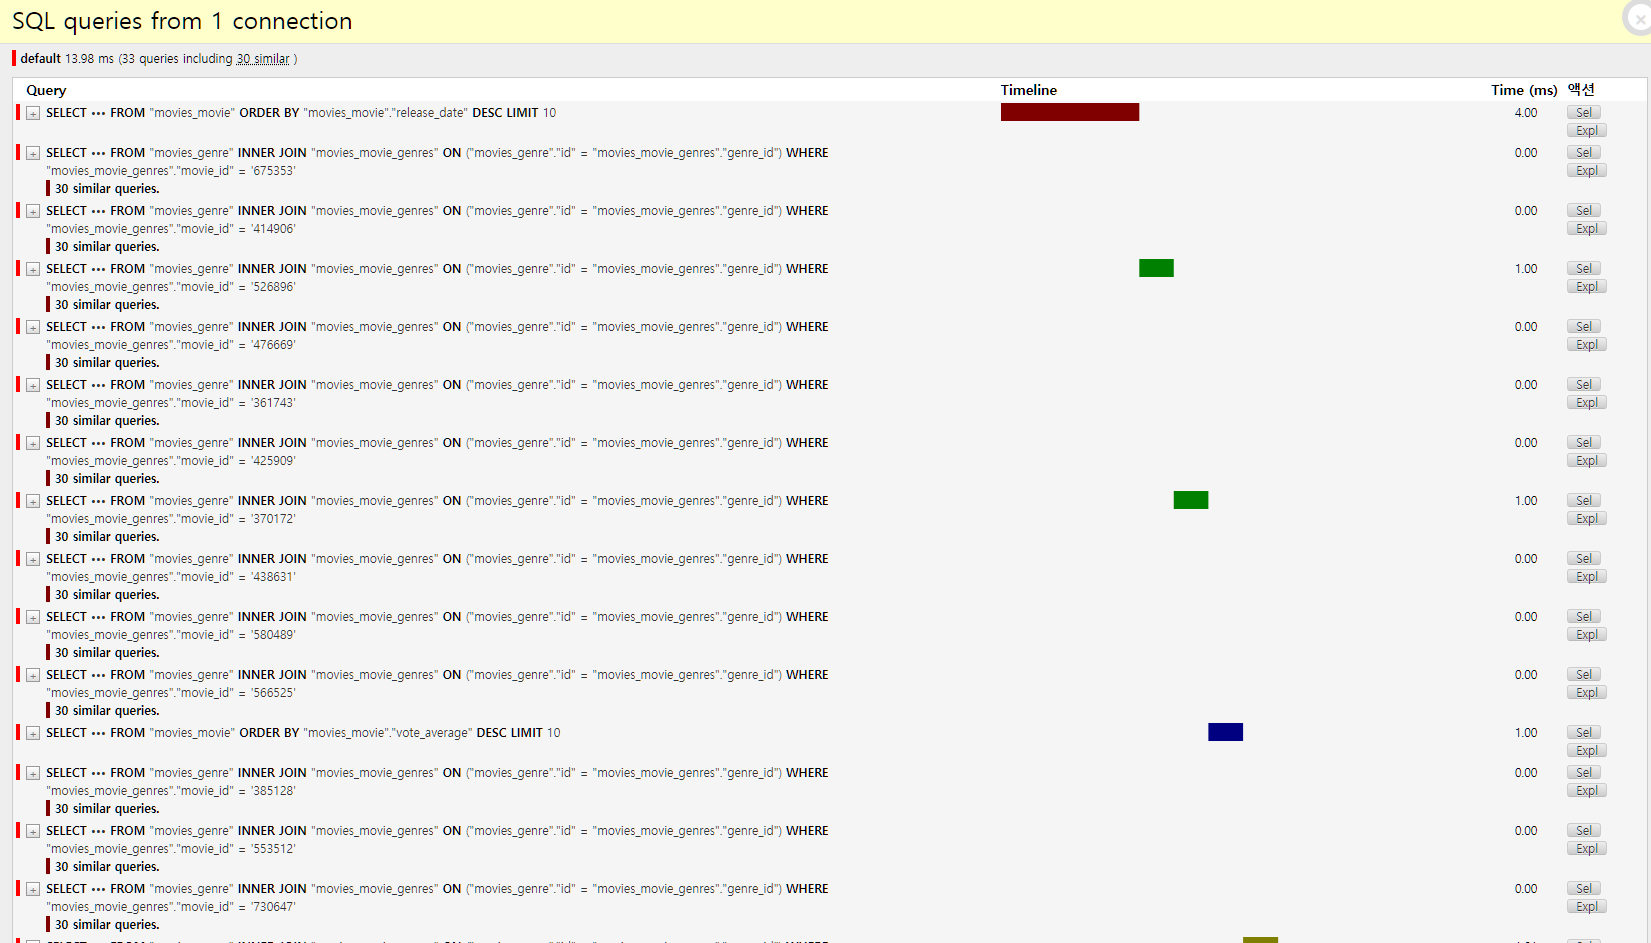 SQL queries from 1 connection
×
default 13.98 ms (33 queries including 30 similar )
Query Timeline Time (ms) 액션
+ SELECT ••• FROM "movies_movie" ORDER BY "movies_movie"."release_date" DESC LIMIT 10 4.00 Sel
Expl
+ SELECT ••• FROM "movies_genre" INNER JOIN "movies_movie_genres" ON ("movies_genre"."id" = "movies_movie_genres"."genre_id") WHERE 0.00 Sel
"movies_movie_genres"."movie_id" = '675353' Expl
30 similar queries.
+ SELECT ••• FROM "movies_genre" INNER JOIN "movies_movie_genres" ON ("movies_genre"."id" = "movies_movie_genres"."genre_id") WHERE 0.00 Sel
"movies_movie_genres"."movie_id" = '414906' Expl
30 similar queries.
+ SELECT ••• FROM "movies_genre" INNER JOIN "movies_movie_genres" ON ("movies_genre"."id" = "movies_movie_genres"."genre_id") WHERE 1.00 Sel
"movies_movie_genres"."movie_id" = '526896' Expl
30 similar queries.
+ SELECT ••• FROM "movies_genre" INNER JOIN "movies_movie_genres" ON ("movies_genre"."id" = "movies_movie_genres"."genre_id") WHERE 0.00 Sel
"movies_movie_genres"."movie_id" = '476669' Expl
30 similar queries.
+ SELECT ••• FROM "movies_genre" INNER JOIN "movies_movie_genres" ON ("movies_genre"."id" = "movies_movie_genres"."genre_id") WHERE 0.00 Sel
"movies_movie_genres"."movie_id" = '361743' Expl
30 similar queries.
+ SELECT ••• FROM "movies_genre" INNER JOIN "movies_movie_genres" ON ("movies_genre"."id" = "movies_movie_genres"."genre_id") WHERE 0.00 Sel
"movies_movie_genres"."movie_id" = '425909' Expl
30 similar queries.
+ SELECT ••• FROM "movies_genre" INNER JOIN "movies_movie_genres" ON ("movies_genre"."id" = "movies_movie_genres"."genre_id") WHERE 1.00 Sel
"movies_movie_genres"."movie_id" = '370172' Expl
30 similar queries.
+ SELECT ••• FROM "movies_genre" INNER JOIN "movies_movie_genres" ON ("movies_genre"."id" = "movies_movie_genres"."genre_id") WHERE 0.00 Sel
"movies_movie_genres"."movie_id" = '438631' Expl
30 similar queries.
+ SELECT ••• FROM "movies_genre" INNER JOIN "movies_movie_genres" ON ("movies_genre"."id" = "movies_movie_genres"."genre_id") WHERE 0.00 Sel
"movies_movie_genres"."movie_id" = '580489' Expl
30 similar queries.
+ SELECT ••• FROM "movies_genre" INNER JOIN "movies_movie_genres" ON ("movies_genre"."id" = "movies_movie_genres"."genre_id") WHERE 0.00 Sel
"movies_movie_genres"."movie_id" = '566525' Expl
30 similar queries.
+ SELECT ••• FROM "movies_movie" ORDER BY "movies_movie"."vote_average" DESC LIMIT 10 1.00 Sel
Expl
+ SELECT ••• FROM "movies_genre" INNER JOIN "movies_movie_genres" ON ("movies_genre"."id" = "movies_movie_genres"."genre_id") WHERE 0.00 Sel
"movies_movie_genres"."movie_id" = '385128' Expl
30 similar queries.
+ SELECT ••• FROM "movies_genre" INNER JOIN "movies_movie_genres" ON ("movies_genre"."id" = "movies_movie_genres"."genre_id") WHERE 0.00 Sel
"movies_movie_genres"."movie_id" = '553512' Expl
30 similar queries.
+ SELECT ••• FROM "movies_genre" INNER JOIN "movies_movie_genres" ON ("movies_genre"."id" = "movies_movie_genres"."genre_id") WHERE 0.00 Sel
"movies_movie_genres"."movie_id" = '730647' Expl
30 similar queries.